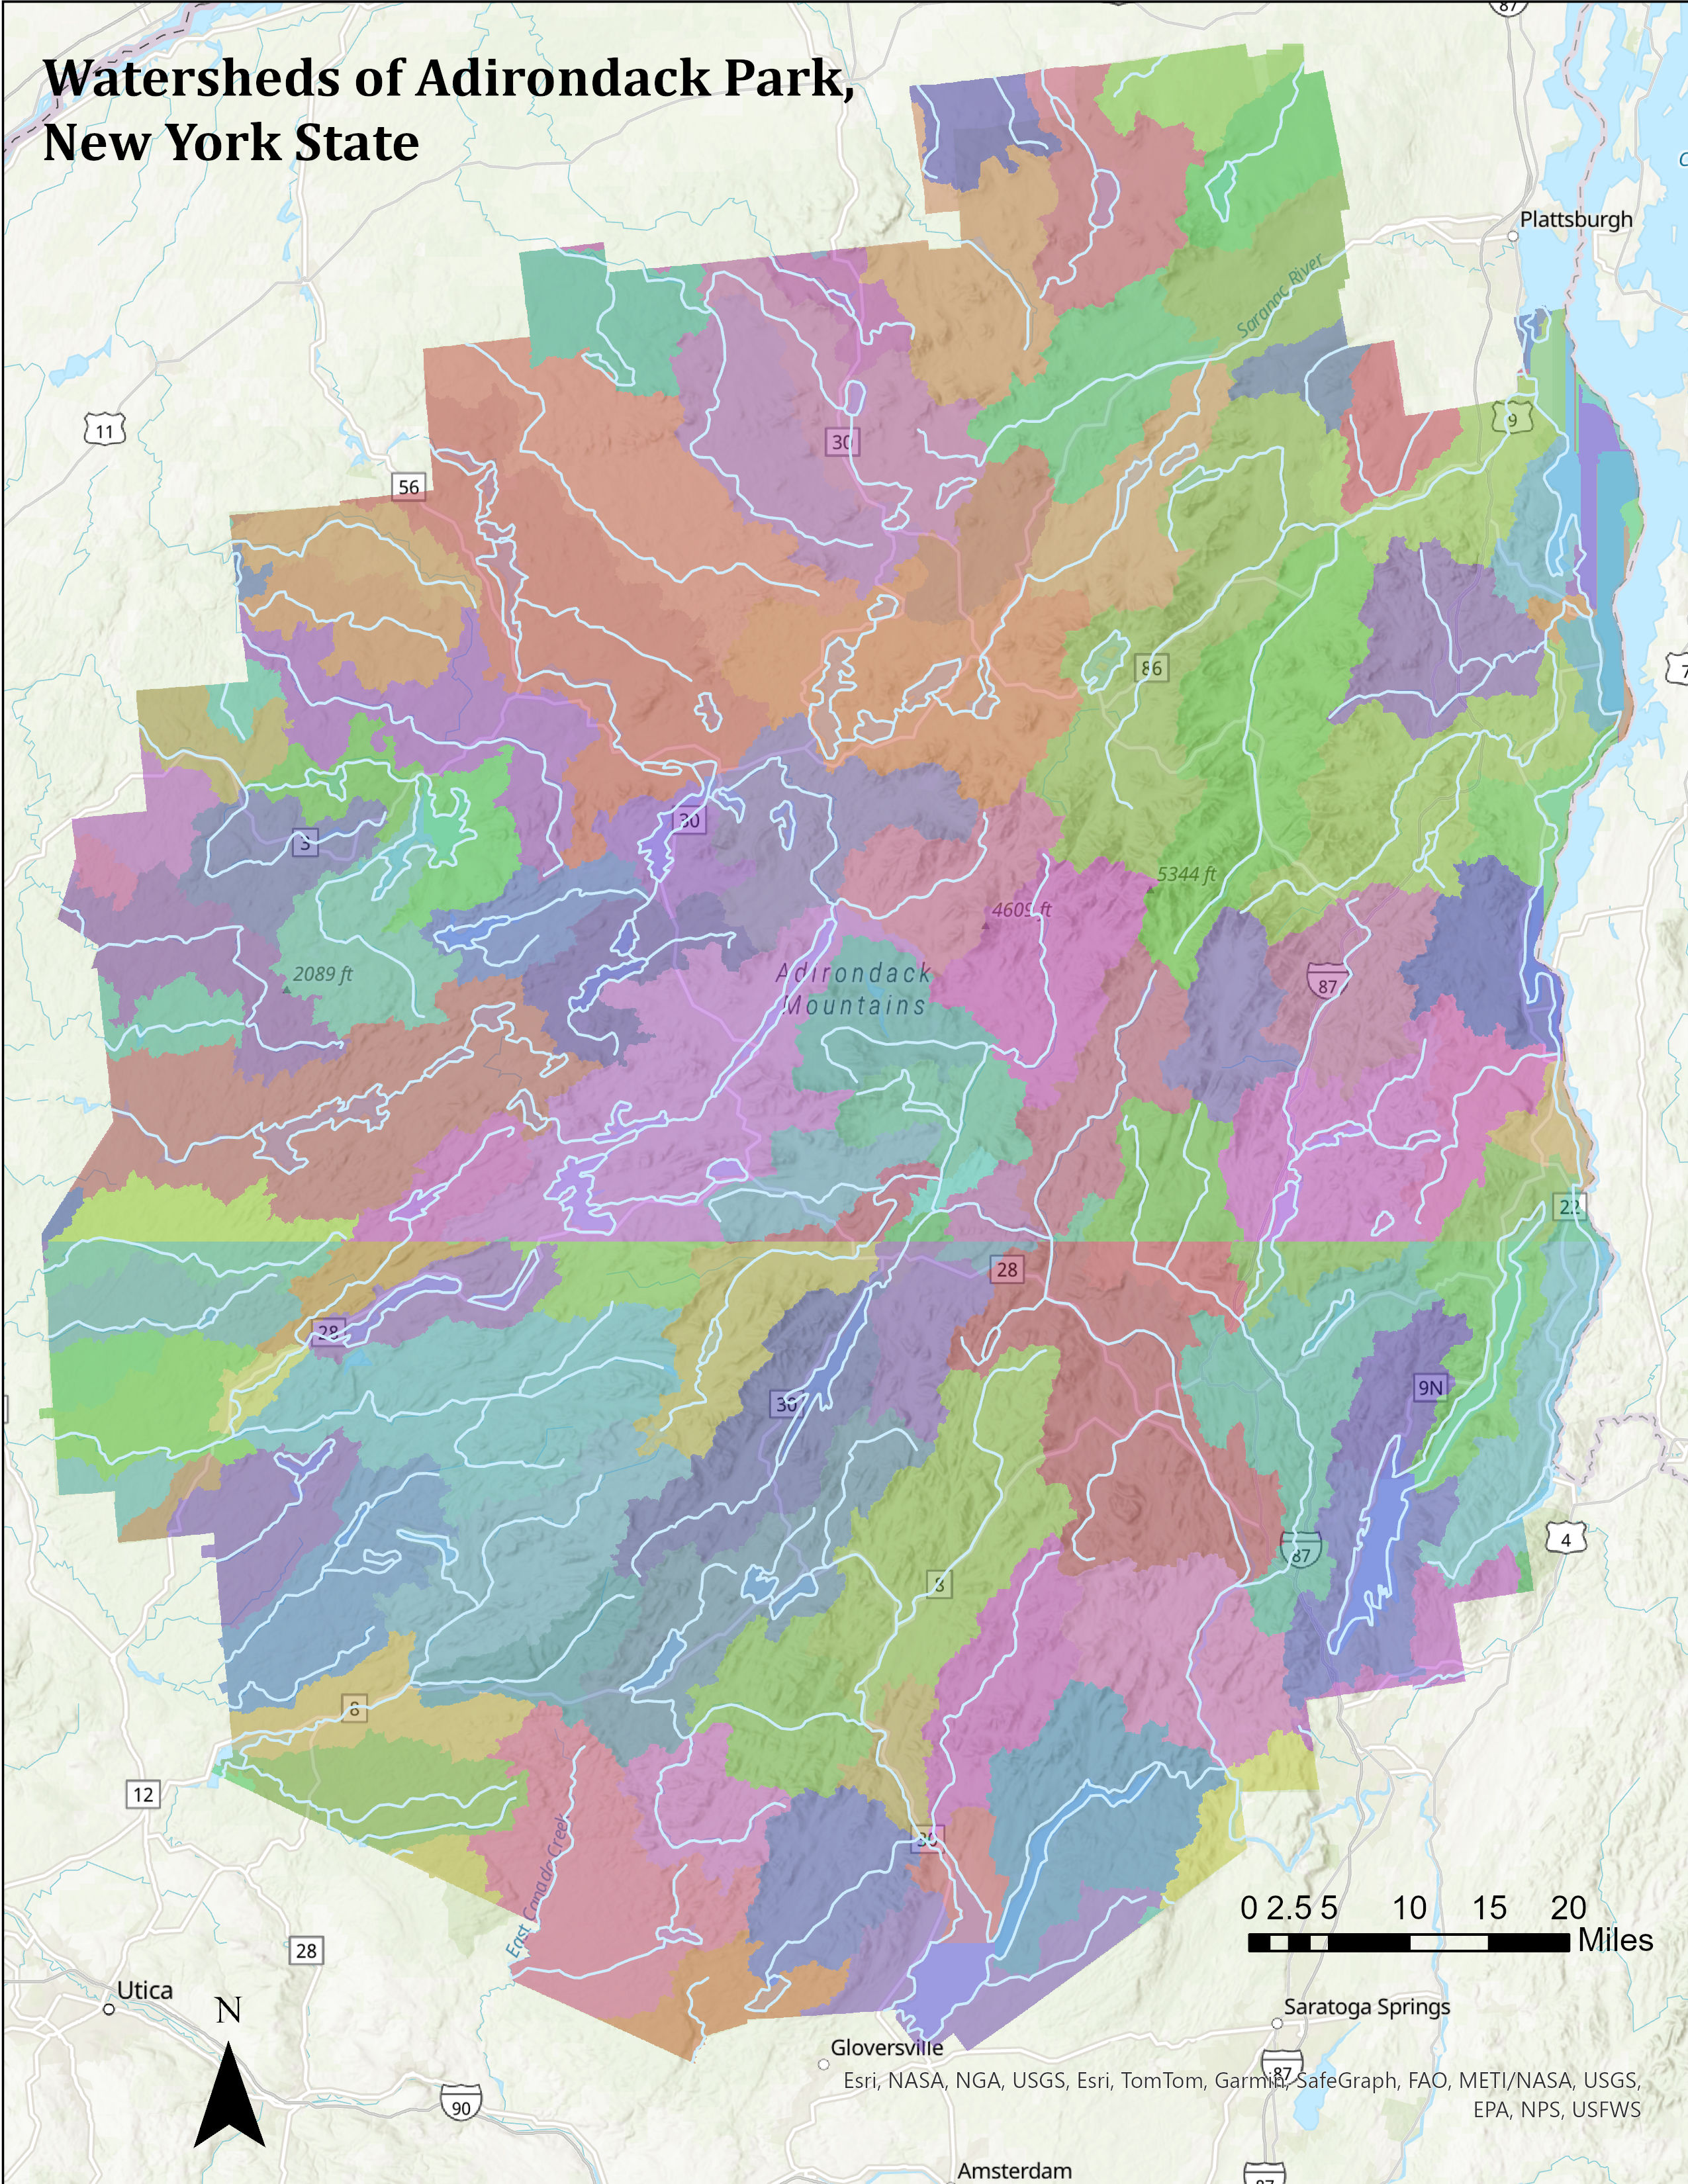 87
Watersheds of Adirondack Park,
New York State
Plattsburgh
Saranac River
11
9
30
56
86
7
30
3
5344 ft
4609 ft
2089 ft
Adirondack
Mountains
87
22
28
28
9N
30
4
8
87
8
12
30
East Canada Creek
0 2.5 5 10 15 20
Miles
28
Utica
N
Saratoga Springs
Gloversville
87
Esri, NASA, NGA, USGS, Esri, TomTom, Garmin, SafeGraph, FAO, METI/NASA, USGS,
EPA, NPS, USFWS
90
Amsterdam
87